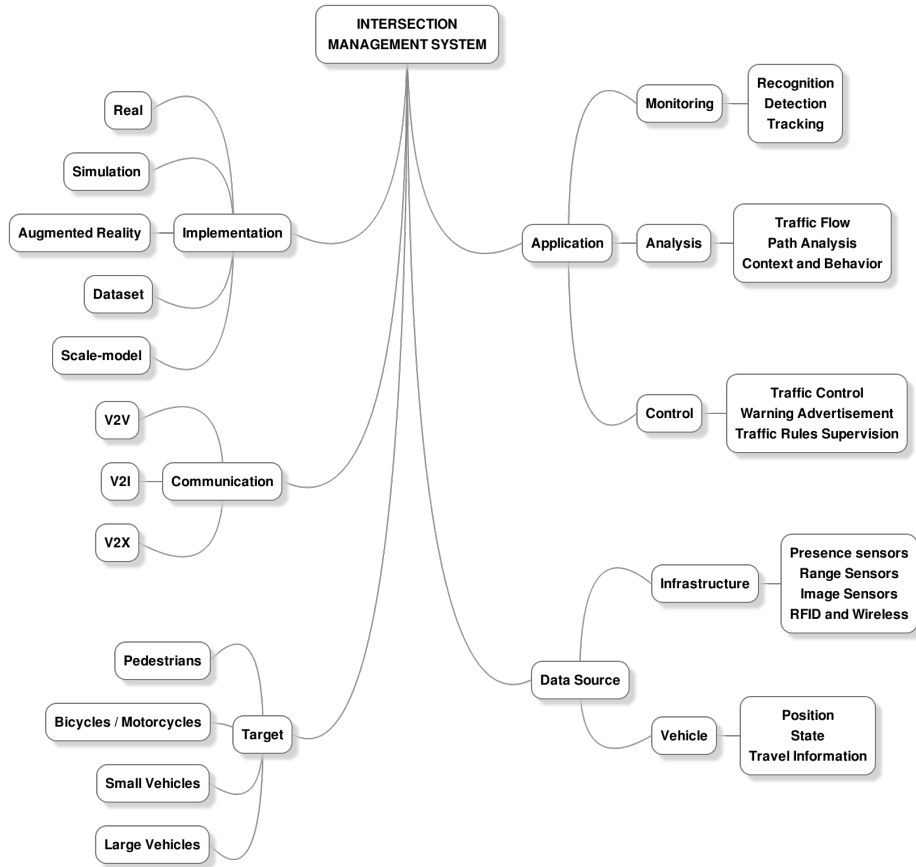 INTERSECTION
MANAGEMENT SYSTEM
Implementation
Real
Simulation
Augmented Reality
Dataset
Scale-model
Communication
V2V
V2I
V2X
Target
Pedestrians
Bicycles / Motorcycles
Small Vehicles
Large Vehicles
Application
Monitoring
Recognition
Detection
Tracking
Analysis
Traffic Flow
Path Analysis
Context and Behavior
Control
Traffic Control
Warning Advertisement
Traffic Rules Supervision
Data Source
Infrastructure
Presence sensors
Range Sensors
Image Sensors
RFID and Wireless
Vehicle
Position
State
Travel Information